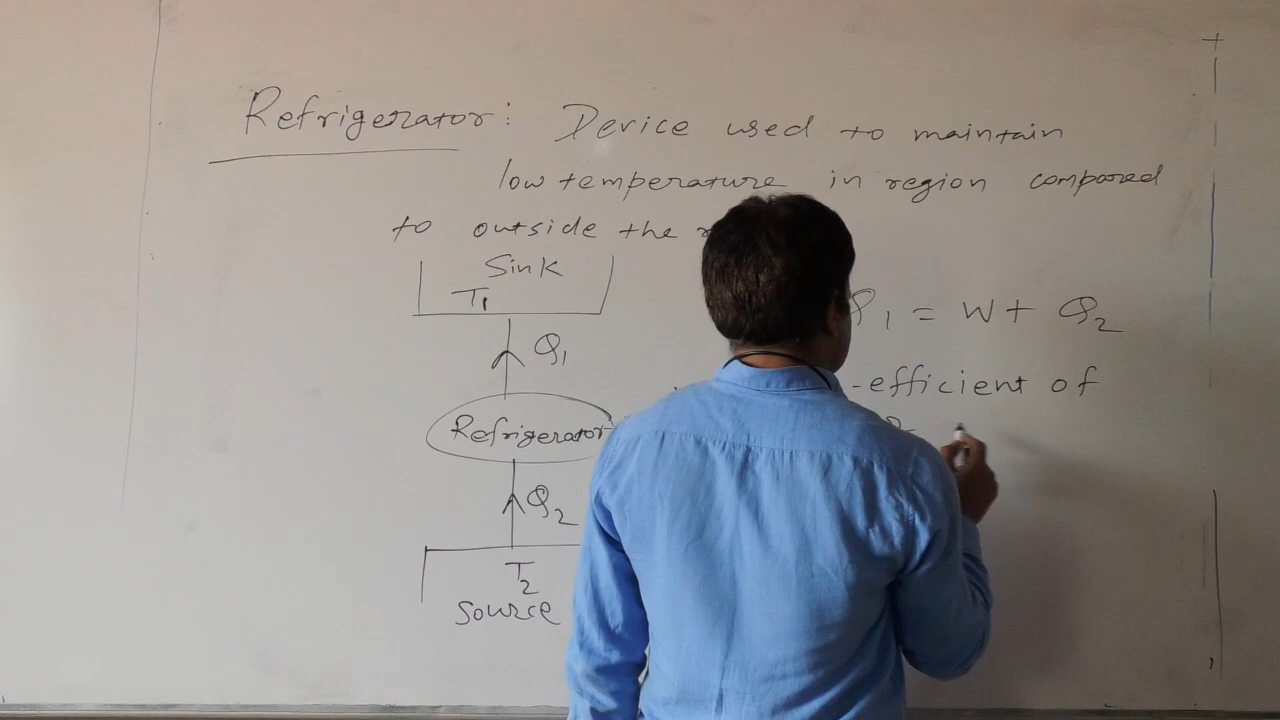 Refrigerator: Device used to maintain
low temperature in region compared
to outside the
Sink
T1
Q1
Refrigerator
Q2
T2
Source
Q1 = W + Q2
-efficient of